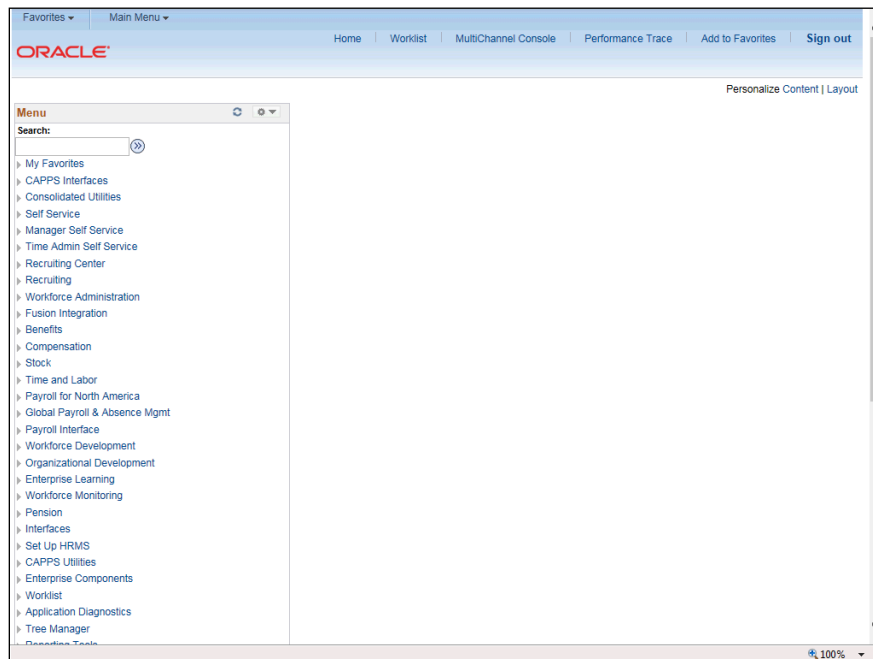 Favorites Main Menu
ORACLE
Home Worklist MultiChannel Console Performance Trace Add to Favorites Sign out
Personalize Content | Layout
Menu
Search:
My Favorites
CAPPS Interfaces
Consolidated Utilities
Self Service
Manager Self Service
Time Admin Self Service
Recruiting Center
Recruiting
Workforce Administration
Fusion Integration
Benefits
Compensation
Stock
Time and Labor
Payroll for North America
Global Payroll & Absence Mgmt
Payroll Interface
Workforce Development
Organizational Development
Enterprise Learning
Workforce Monitoring
Pension
Interfaces
Set Up HRMS
CAPPS Utilities
Enterprise Components
Worklist
Application Diagnostics
Tree Manager
Reporting Tools
100%